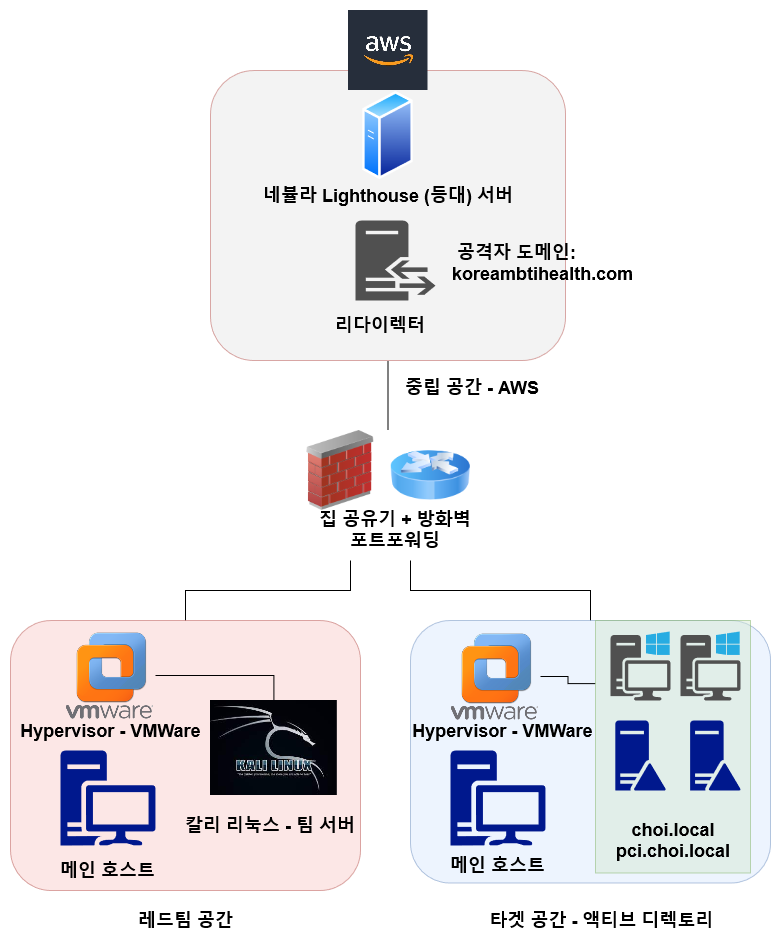 aws
네뷸라 Lighthouse (등대) 서버
공격자 도메인:
koreambtihealth.com
리다이렉터
중립 공간 - AWS
집 공유기 + 방화벽
포트포워딩
vmware
Hypervisor - VMWare
KALI LINUX
칼리 리눅스 - 팀 서버
메인 호스트
레드팀 공간
vmware
Hypervisor - VMWare
choi.local
pci.choi.local
메인 호스트
타겟 공간 - 액티브 디렉토리